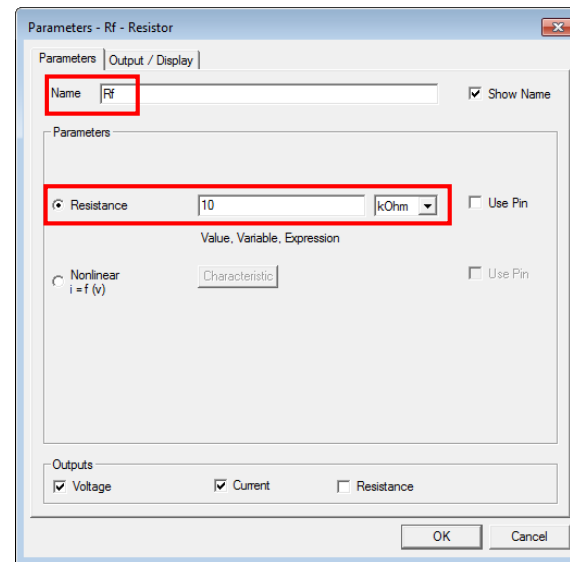 Parameters - Rf - Resistor
Parameters Output / Display
Name Rf Show Name
Parameters
Resistance 10 kOhm Use Pin
Value, Variable, Expression
Nonlinear Characteristic Use Pin
i = f (v)
Outputs
Voltage Current Resistance
OK Cancel